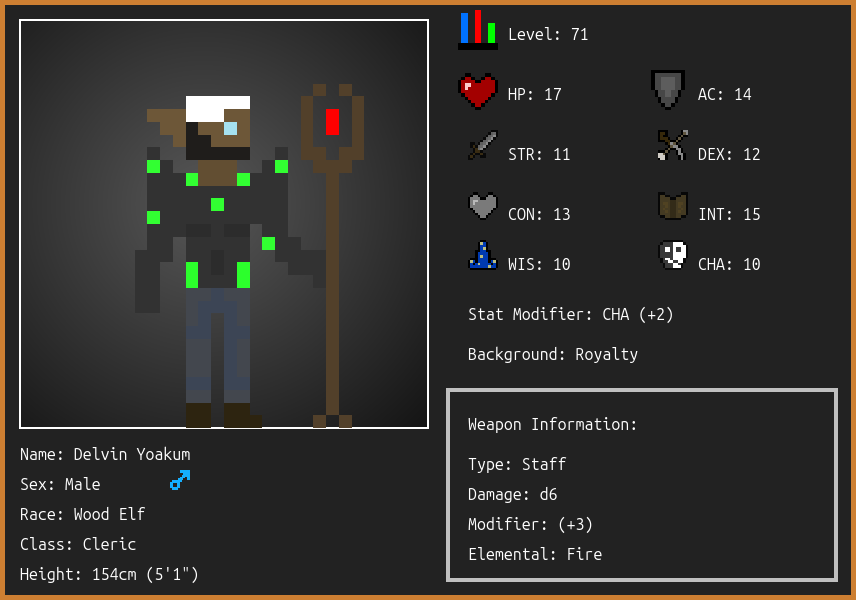 Level: 71
HP: 17
AC: 14
STR: 11
DEX: 12
CON: 13
INT: 15
WIS: 10
CHA: 10
Stat Modifier: CHA (+2)
Background: Royalty
Weapon Information:
Type: Staff
Damage: d6
Modifier: (+3)
Elemental: Fire
Name: Delvin Yoakum
Sex: Male
Race: Wood Elf
Class: Cleric
Height: 154cm (5'1")